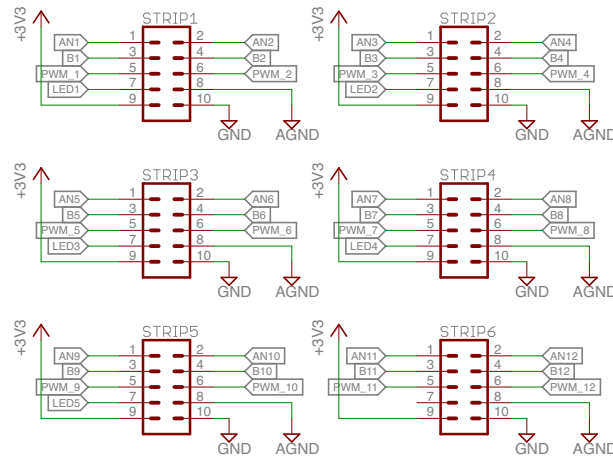 STRIP1
+3V3
AN1 1 2 AN2
B1 3 4 B2
PWM_1 5 6 PWM_2
LED1 7 8
9 10
GND AGND
STRIP2
+3V3
AN3 1 2 AN4
B3 3 4 B4
PWM_3 5 6 PWM_4
LED2 7 8
9 10
GND AGND
STRIP3
+3V3
AN5 1 2 AN6
B5 3 4 B6
PWM_5 5 6 PWM_6
LED3 7 8
9 10
GND AGND
STRIP4
+3V3
AN7 1 2 AN8
B7 3 4 B8
PWM_7 5 6 PWM_8
LED4 7 8
9 10
GND AGND
STRIP5
+3V3
AN9 1 2 AN10
B9 3 4 B10
PWM_9 5 6 PWM_10
LED5 7 8
9 10
GND AGND
STRIP6
+3V3
AN11 1 2 AN12
B11 3 4 B12
PWM_11 5 6 PWM_12
7 8
9 10
GND AGND